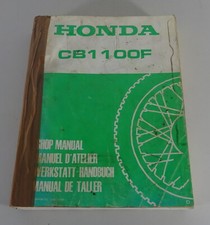 HONDA
CB1100F
SHOP MANUAL
MANUEL D'ATELIER
WERKSTATT-HANDBUCH
MANUAL DE TALLER